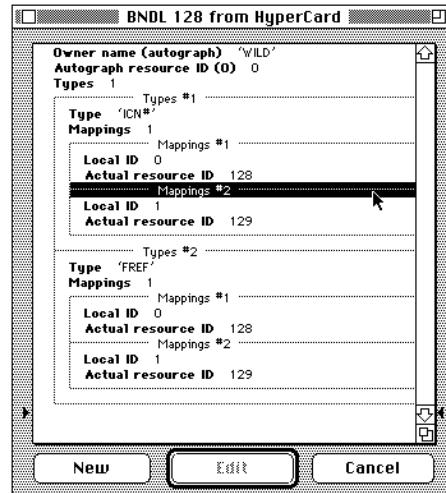 BNDL 128 from HyperCard
Owner name (autograph) 'WILD'
Autograph resource ID (0) 0
Types 1
Types #1
Type 'ICN#'
Mappings 1
Mappings #1
Local ID 0
Actual resource ID 128
Mappings #2
Local ID 1
Actual resource ID 129
Types #2
Type 'FREF'
Mappings 1
Mappings #1
Local ID 0
Actual resource ID 128
Mappings #2
Local ID 1
Actual resource ID 129
New Edit Cancel